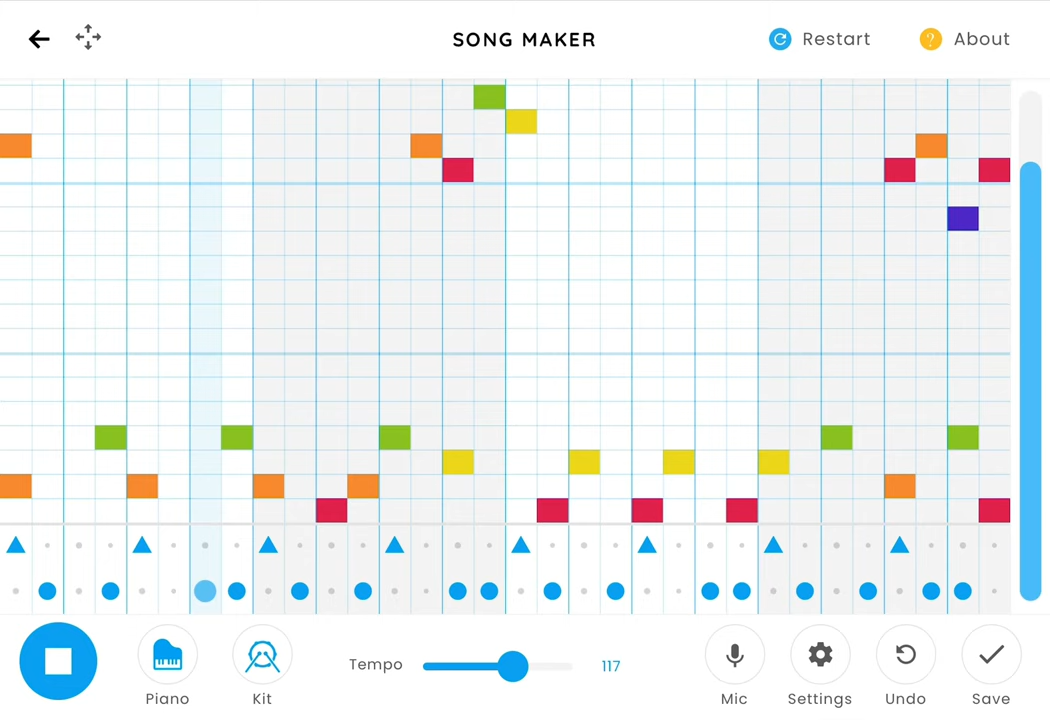 SONG MAKER
Restart
? About
Piano
Kit
Tempo
117
Mic
Settings
Undo
Save